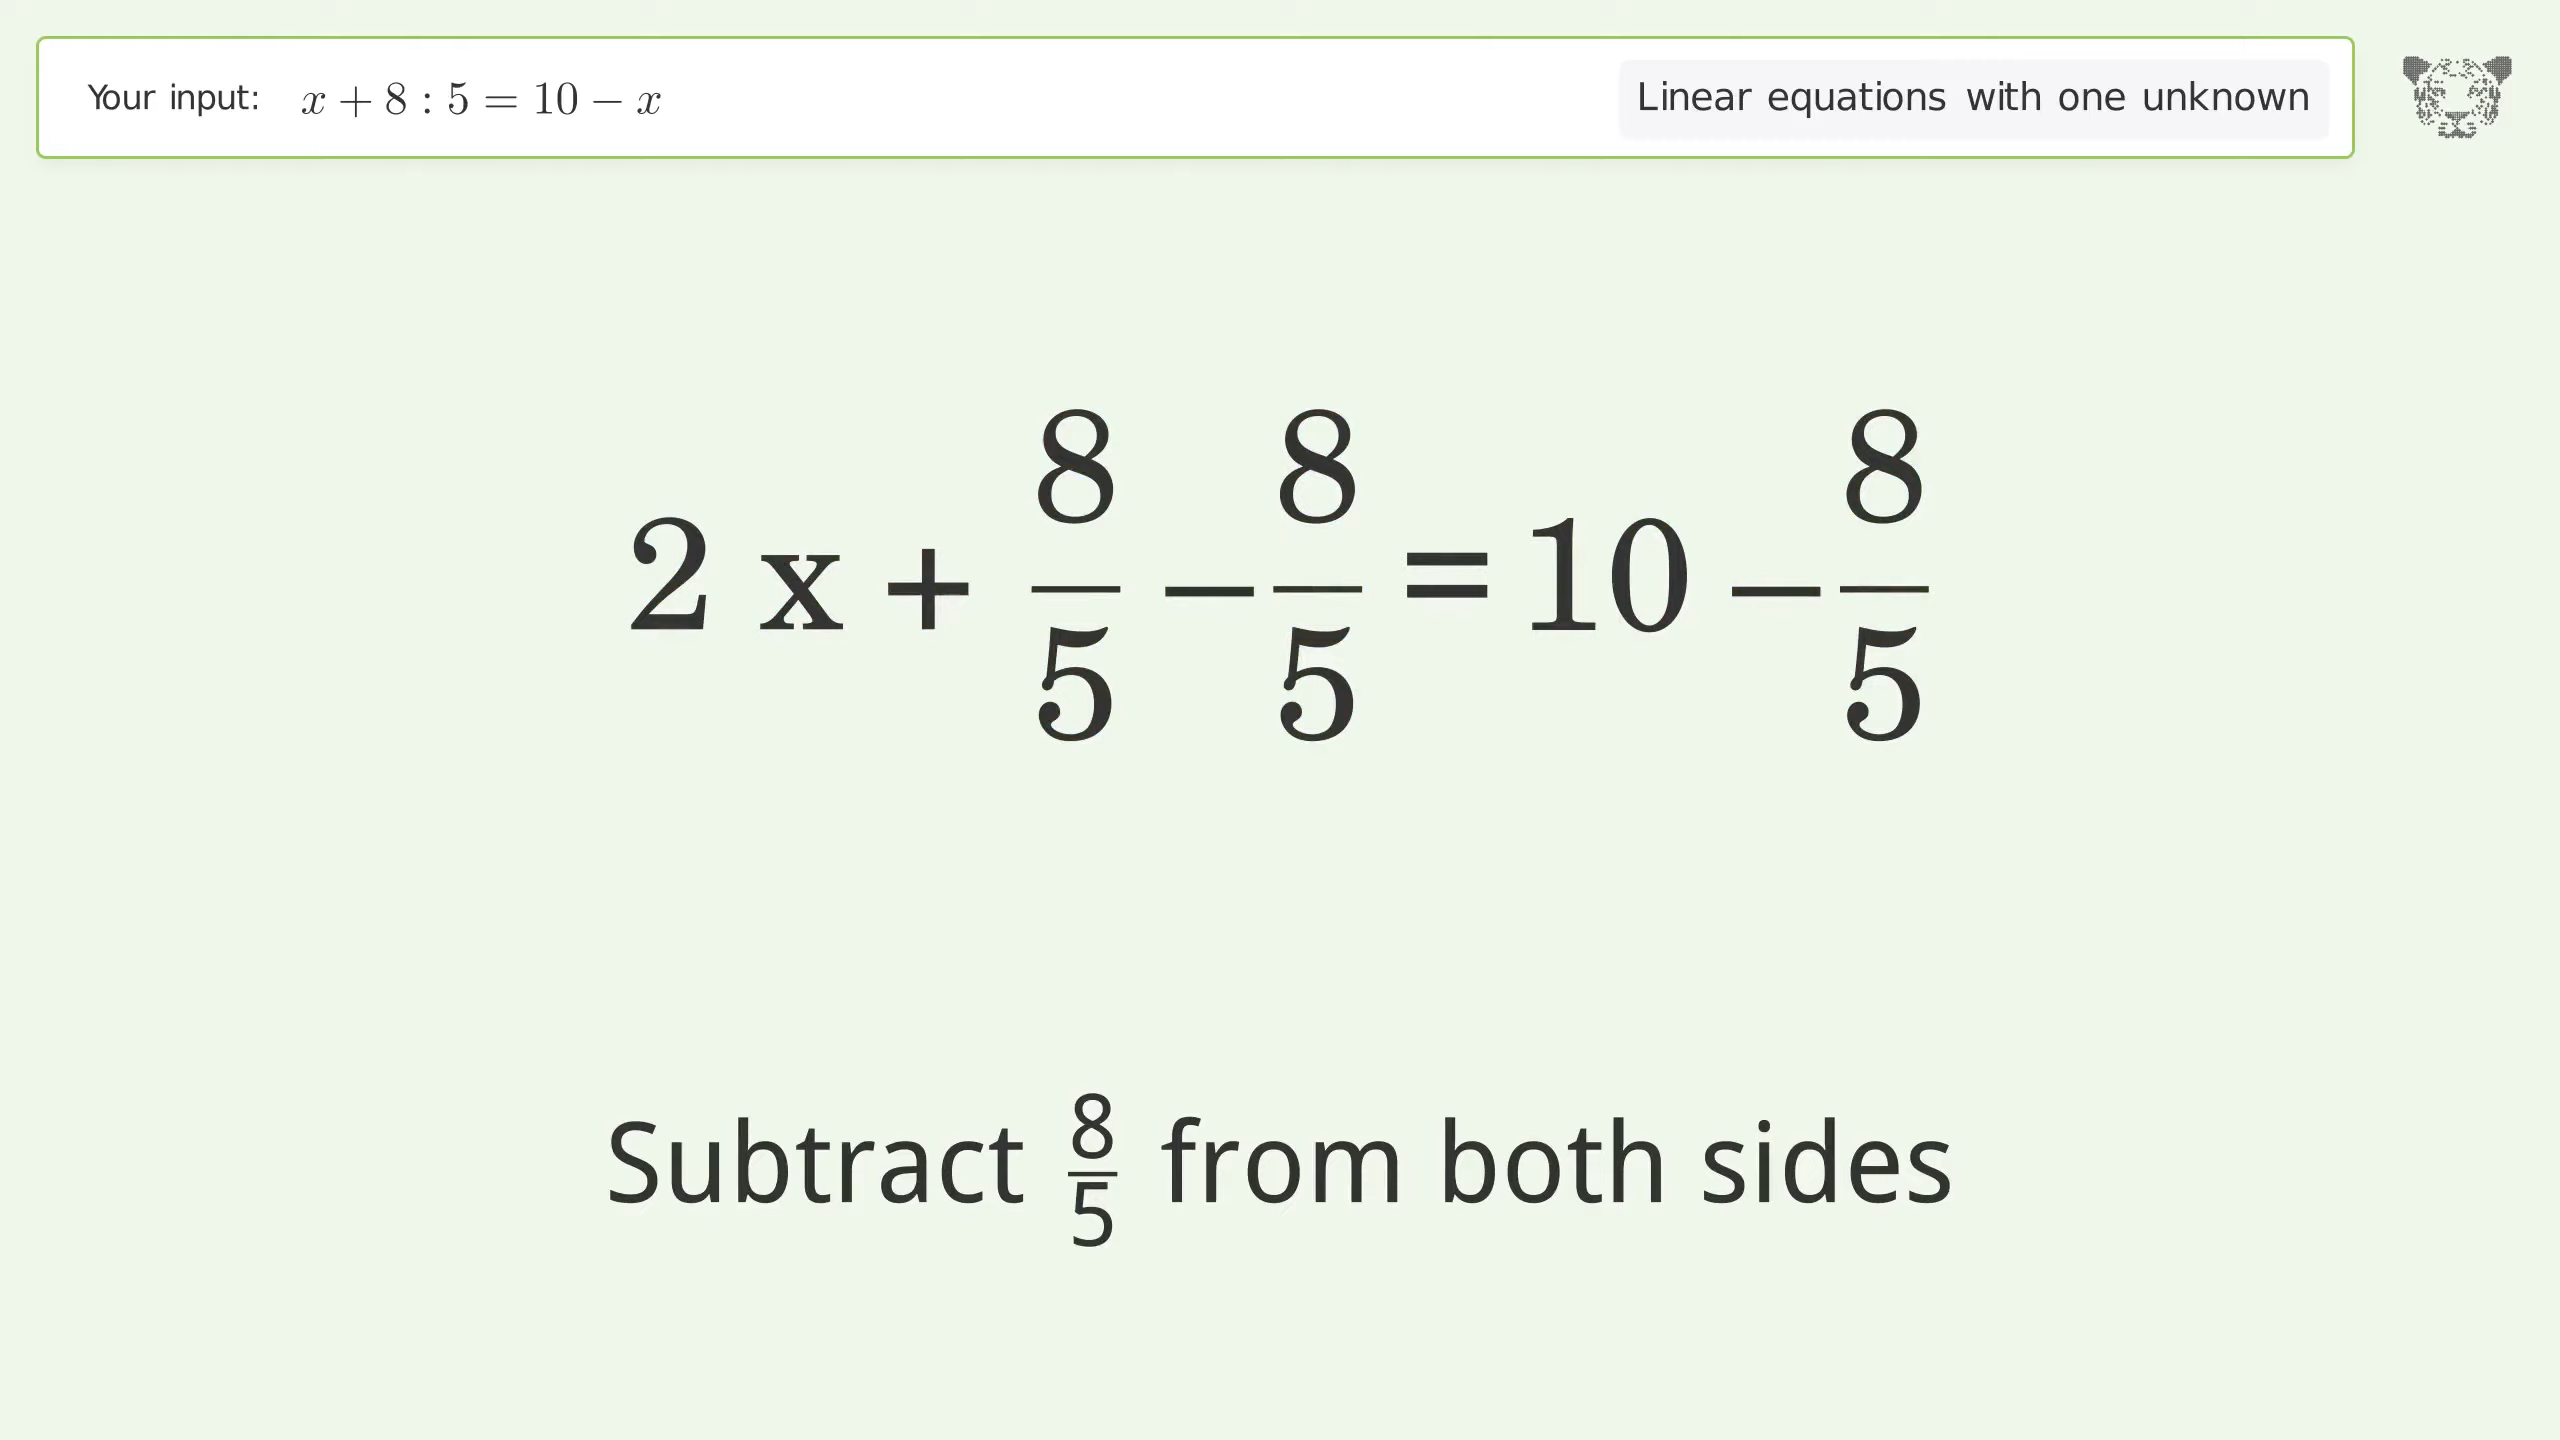 Your input: x + 8 : 5 = 10 − x
Linear equations with one unknown
2 x + 8/5 − 8/5 = 10 − 8/5
Subtract 8/5 from both sides